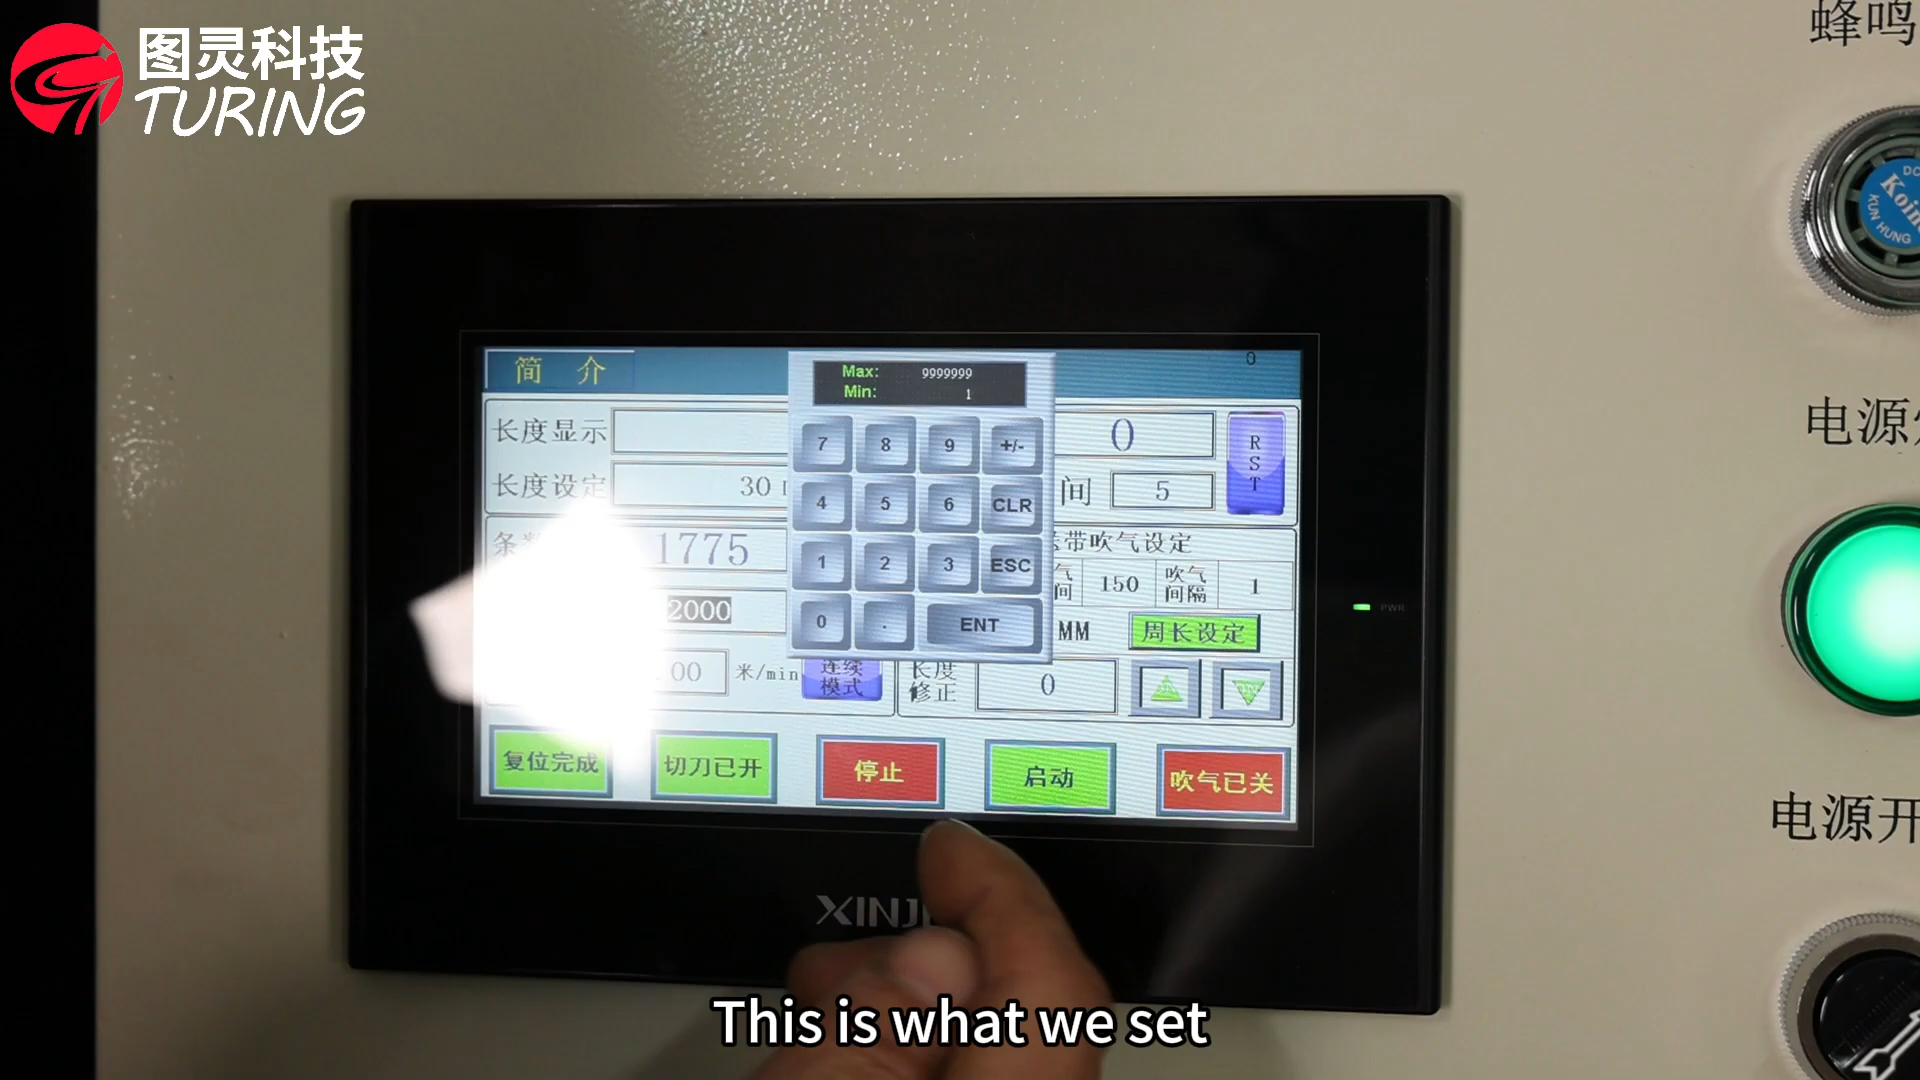 图灵科技
TURING
蜂鸣
DC
KUN HUNG
电源
电源开
简 介
0
Max: 9999999
Min: 1
长度显示
0
RST
长度设定
30
间
5
7 8 9 +/-
4 5 6 CLR
1 2 3 ESC
0 . ENT
条
1775
带吹气设定
150
吹气间隔
1
2000
MM
周长设定
00
米/min
连续模式
长度修正
0
复位完成
切刀已开
停止
启动
吹气已关
PWR
XINJ
This is what we set